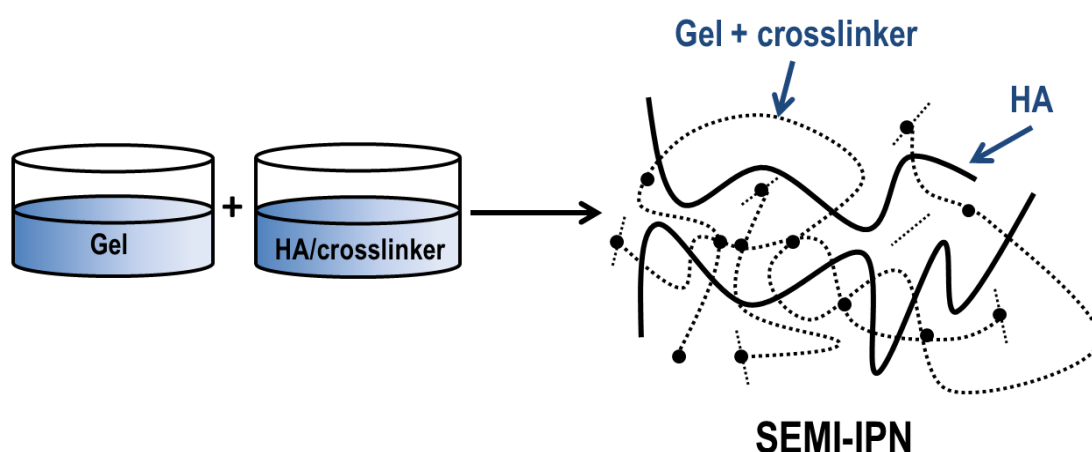 Gel + crosslinker
HA
Gel
+
HA/crosslinker
SEMI-IPN